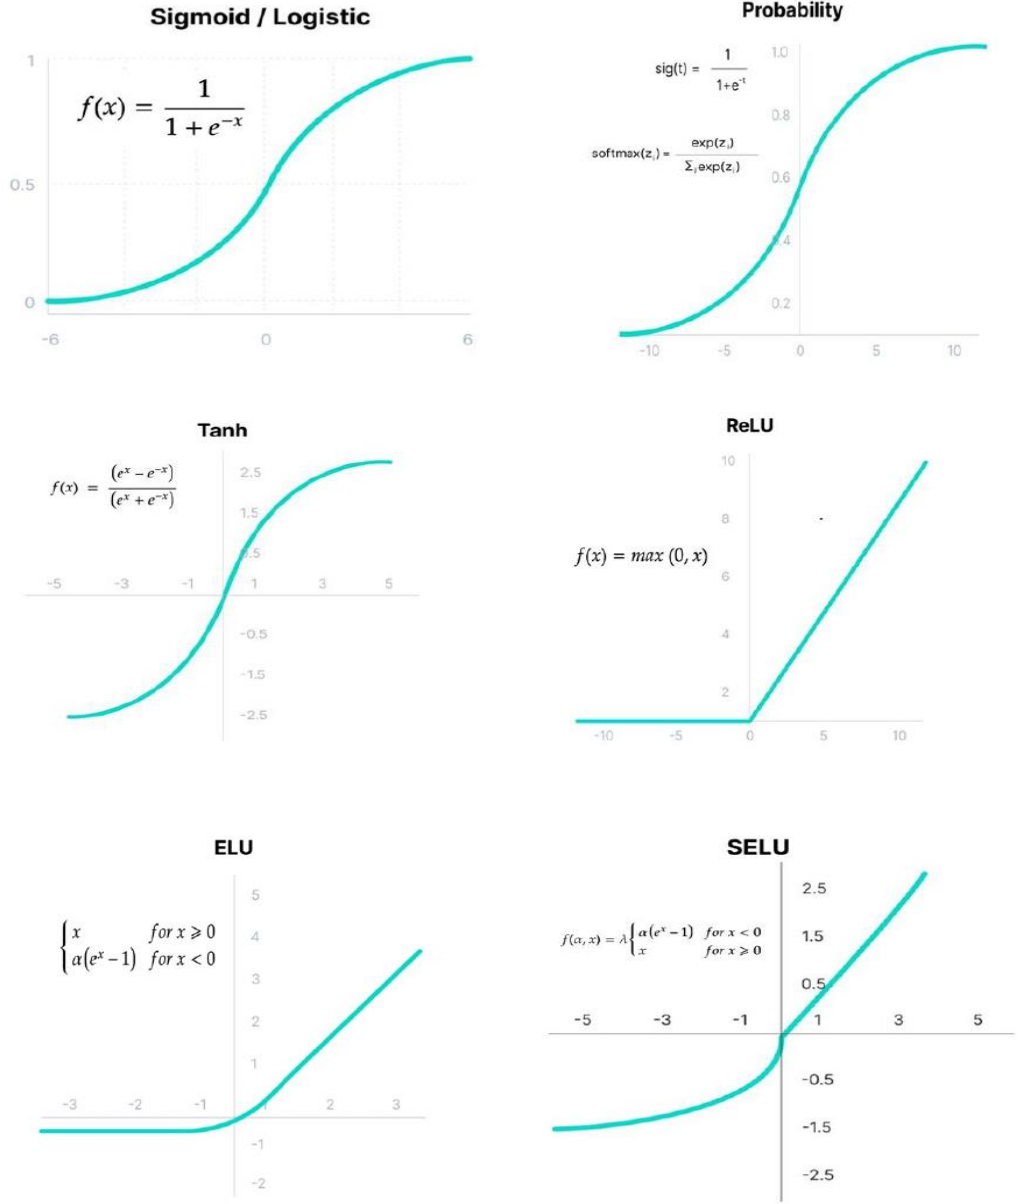 Sigmoid / Logistic
1
f(x) = 1 / 1 + e^-x
0.5
0
-6 0 6
Probability
1.0
sig(t) = 1 / 1+e^-t
0.8
softmax(z_i) = exp(z_i) / Σ_j exp(z_j)
0.6
0.4
0.2
-10 -5 0 5 10
Tanh
f(x) = (e^x – e^-x) / (e^x + e^-x)
2.5
1.5
0.5
-5 -3 -1 1 3 5
-0.5
-1.5
-2.5
ReLU
10
8
f(x) = max (0, x)
6
4
2
-10 -5 0 5 10
ELU
5
x for x ⩾ 0
4
α(e^x – 1) for x < 0
3
2
1
-3 -2 -1 2 3
-1
-2
SELU
2.5
f(α, x) = λ { α(e^x – 1) for x < 0
x for x ⩾ 0
1.5
0.5
-5 -3 -1 1 3 5
-0.5
-1.5
-2.5